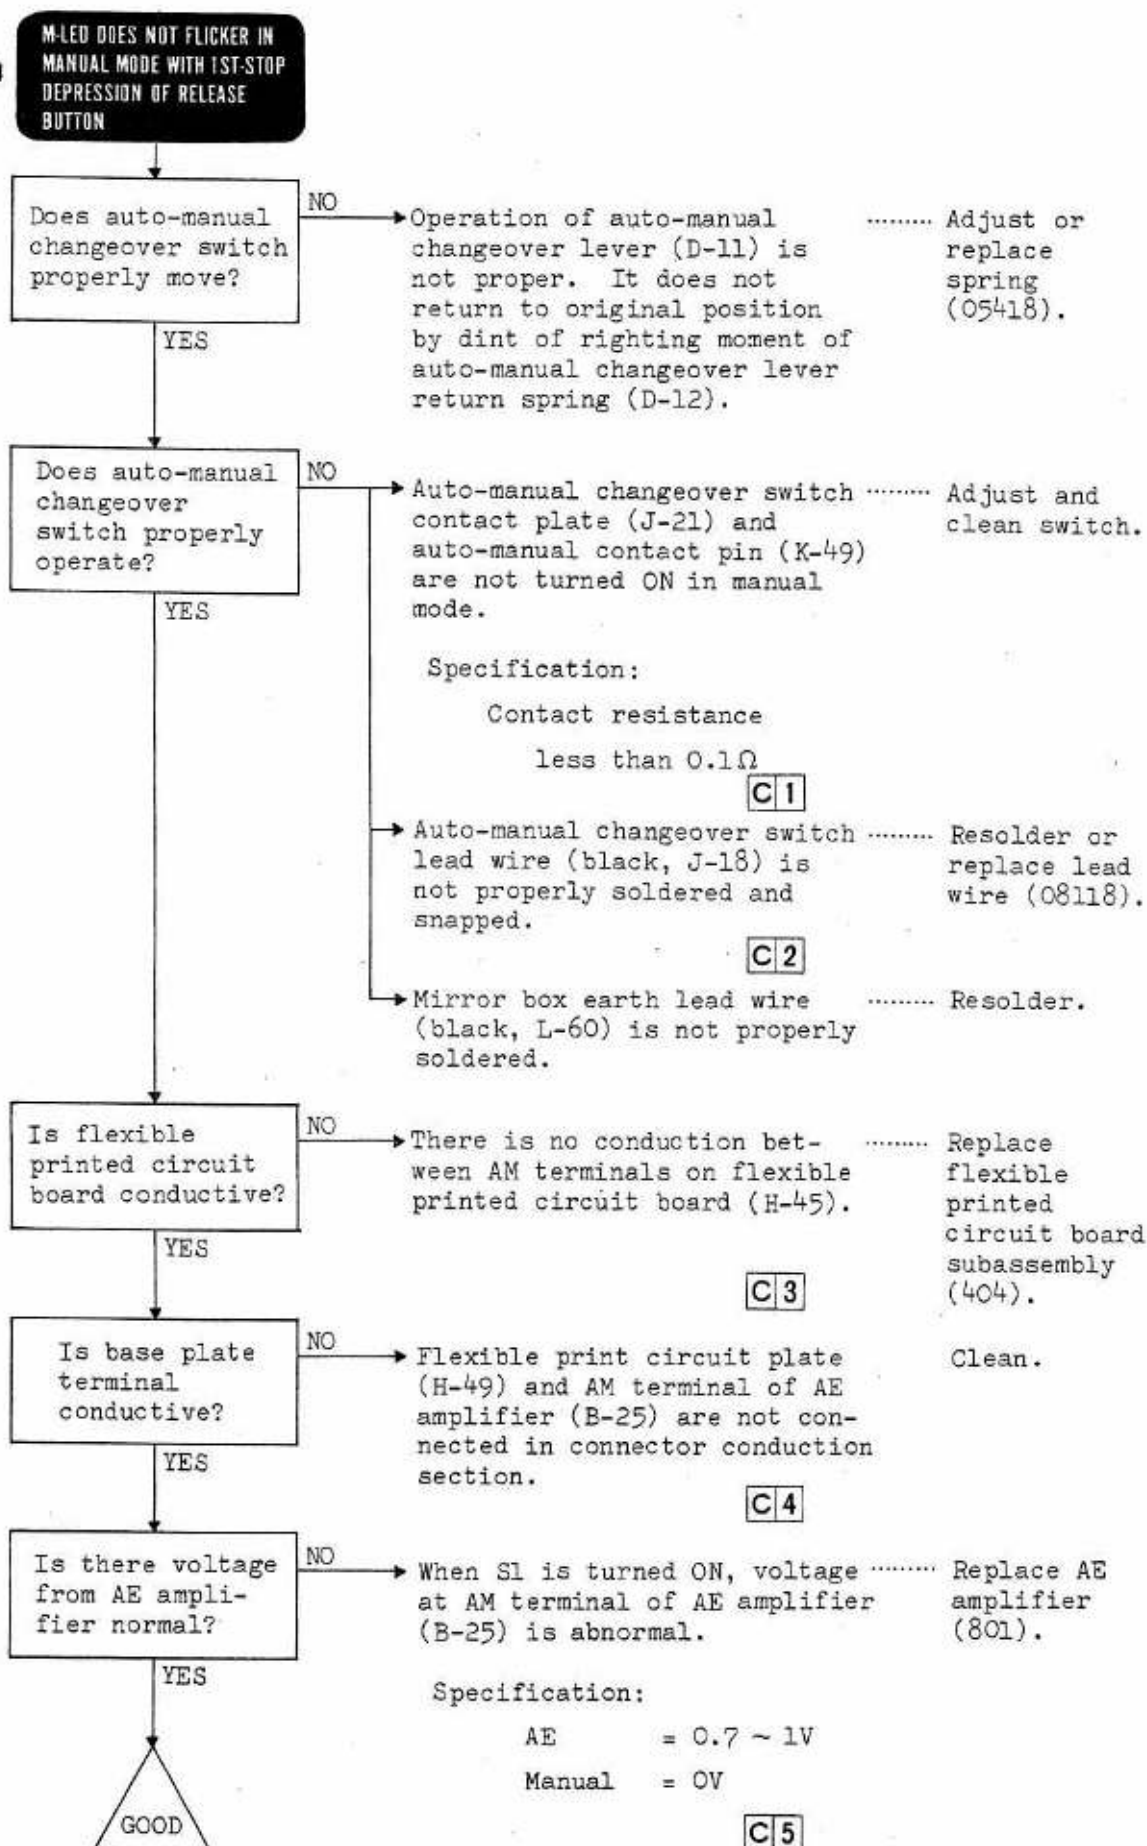 M-LED DOES NOT FLICKER IN
MANUAL MODE WITH 1ST-STOP
DEPRESSION OF RELEASE
BUTTON
Does auto-manual
changeover switch
properly move?
NO
Operation of auto-manual
changeover lever (D-11) is
not proper. It does not
return to original position
by dint of righting moment of
auto-manual changeover lever
return spring (D-12).
......... Adjust or
replace
spring
(05418).
YES
Does auto-manual
changeover
switch properly
operate?
NO
Auto-manual changeover switch
contact plate (J-21) and
auto-manual contact pin (K-49)
are not turned ON in manual
mode.
......... Adjust and
clean switch.
YES
Specification:
Contact resistance
less than 0.1Ω
C 1
Auto-manual changeover switch
lead wire (black, J-18) is
not properly soldered and
snapped.
......... Resolder or
replace lead
wire (08118).
C 2
Mirror box earth lead wire
(black, L-60) is not properly
soldered.
......... Resolder.
Is flexible
printed circuit
board conductive?
NO
There is no conduction bet-
ween AM terminals on flexible
printed circuit board (H-45).
......... Replace
flexible
printed
circuit board
subassembly
(404).
YES
C 3
Is base plate
terminal
conductive?
NO
Flexible print circuit plate
(H-49) and AM terminal of AE
amplifier (B-25) are not con-
nected in connector conduction
section.
Clean.
YES
C 4
Is there voltage
from AE ampli-
fier normal?
NO
When S1 is turned ON, voltage
at AM terminal of AE amplifier
(B-25) is abnormal.
......... Replace AE
amplifier
(801).
YES
Specification:
AE = 0.7 ~ 1V
Manual = 0V
GOOD
C 5